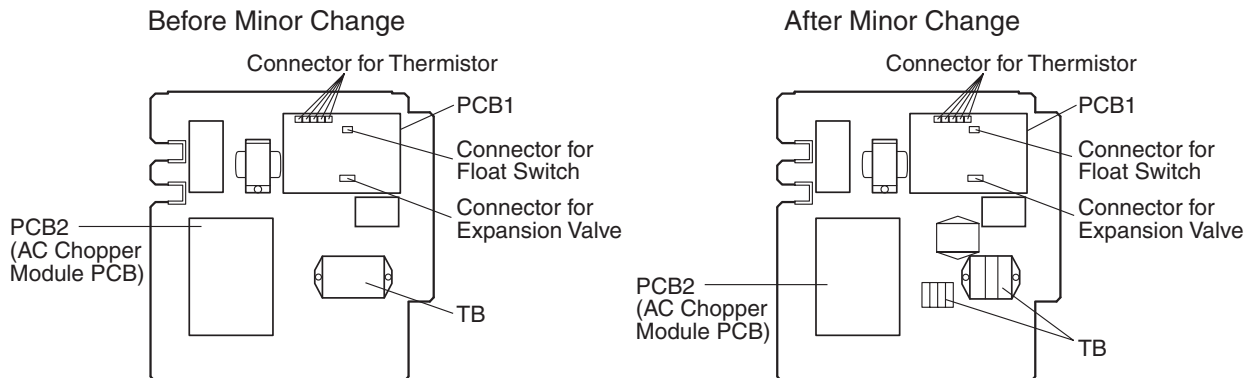 Before Minor Change
Connector for Thermistor
PCB1
Connector for
Float Switch
Connector for
Expansion Valve
PCB2
(AC Chopper
Module PCB)
TB
After Minor Change
Connector for Thermistor
PCB1
Connector for
Float Switch
Connector for
Expansion Valve
PCB2
(AC Chopper
Module PCB)
TB